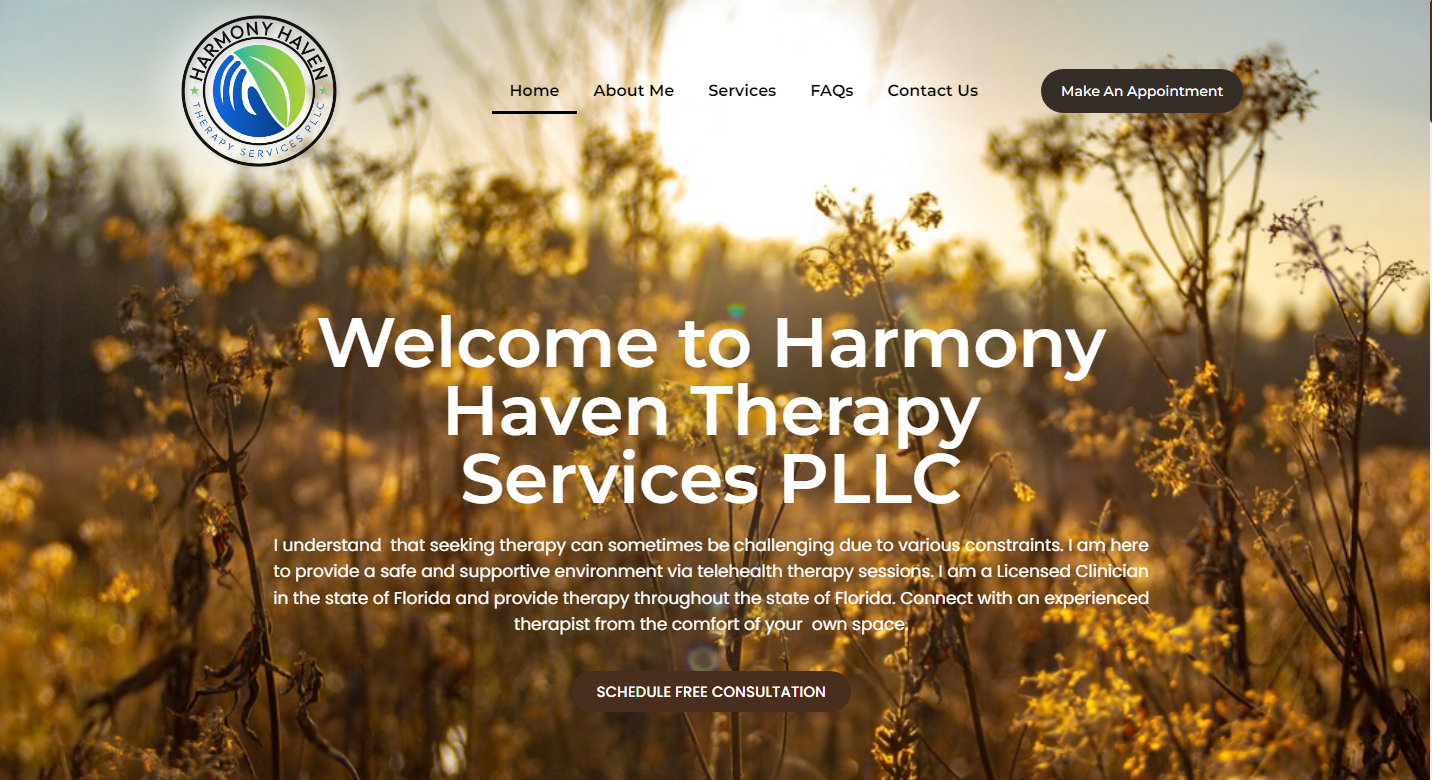 HARMONY HAVEN
THERAPY SERVICES PLLC
Home About Me Services FAQs Contact Us Make An Appointment
Welcome to Harmony
Haven Therapy
Services PLLC
I understand  that seeking therapy can sometimes be challenging due to various constraints. I am here
to provide a safe and supportive environment via telehealth therapy sessions. I am a Licensed Clinician
in the state of Florida and provide therapy throughout the state of Florida. Connect with an experienced
therapist from the comfort of your  own space.
SCHEDULE FREE CONSULTATION